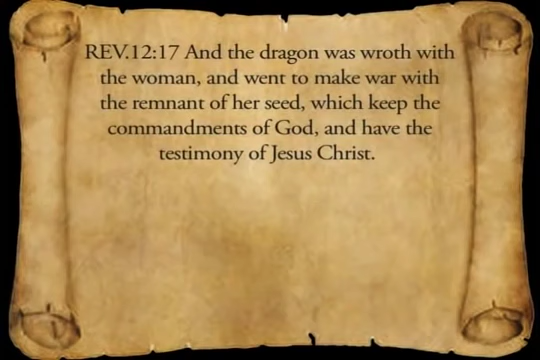 REV.12:17 And the dragon was wroth with
the woman, and went to make war with
the remnant of her seed, which keep the
commandments of God, and have the
testimony of Jesus Christ.